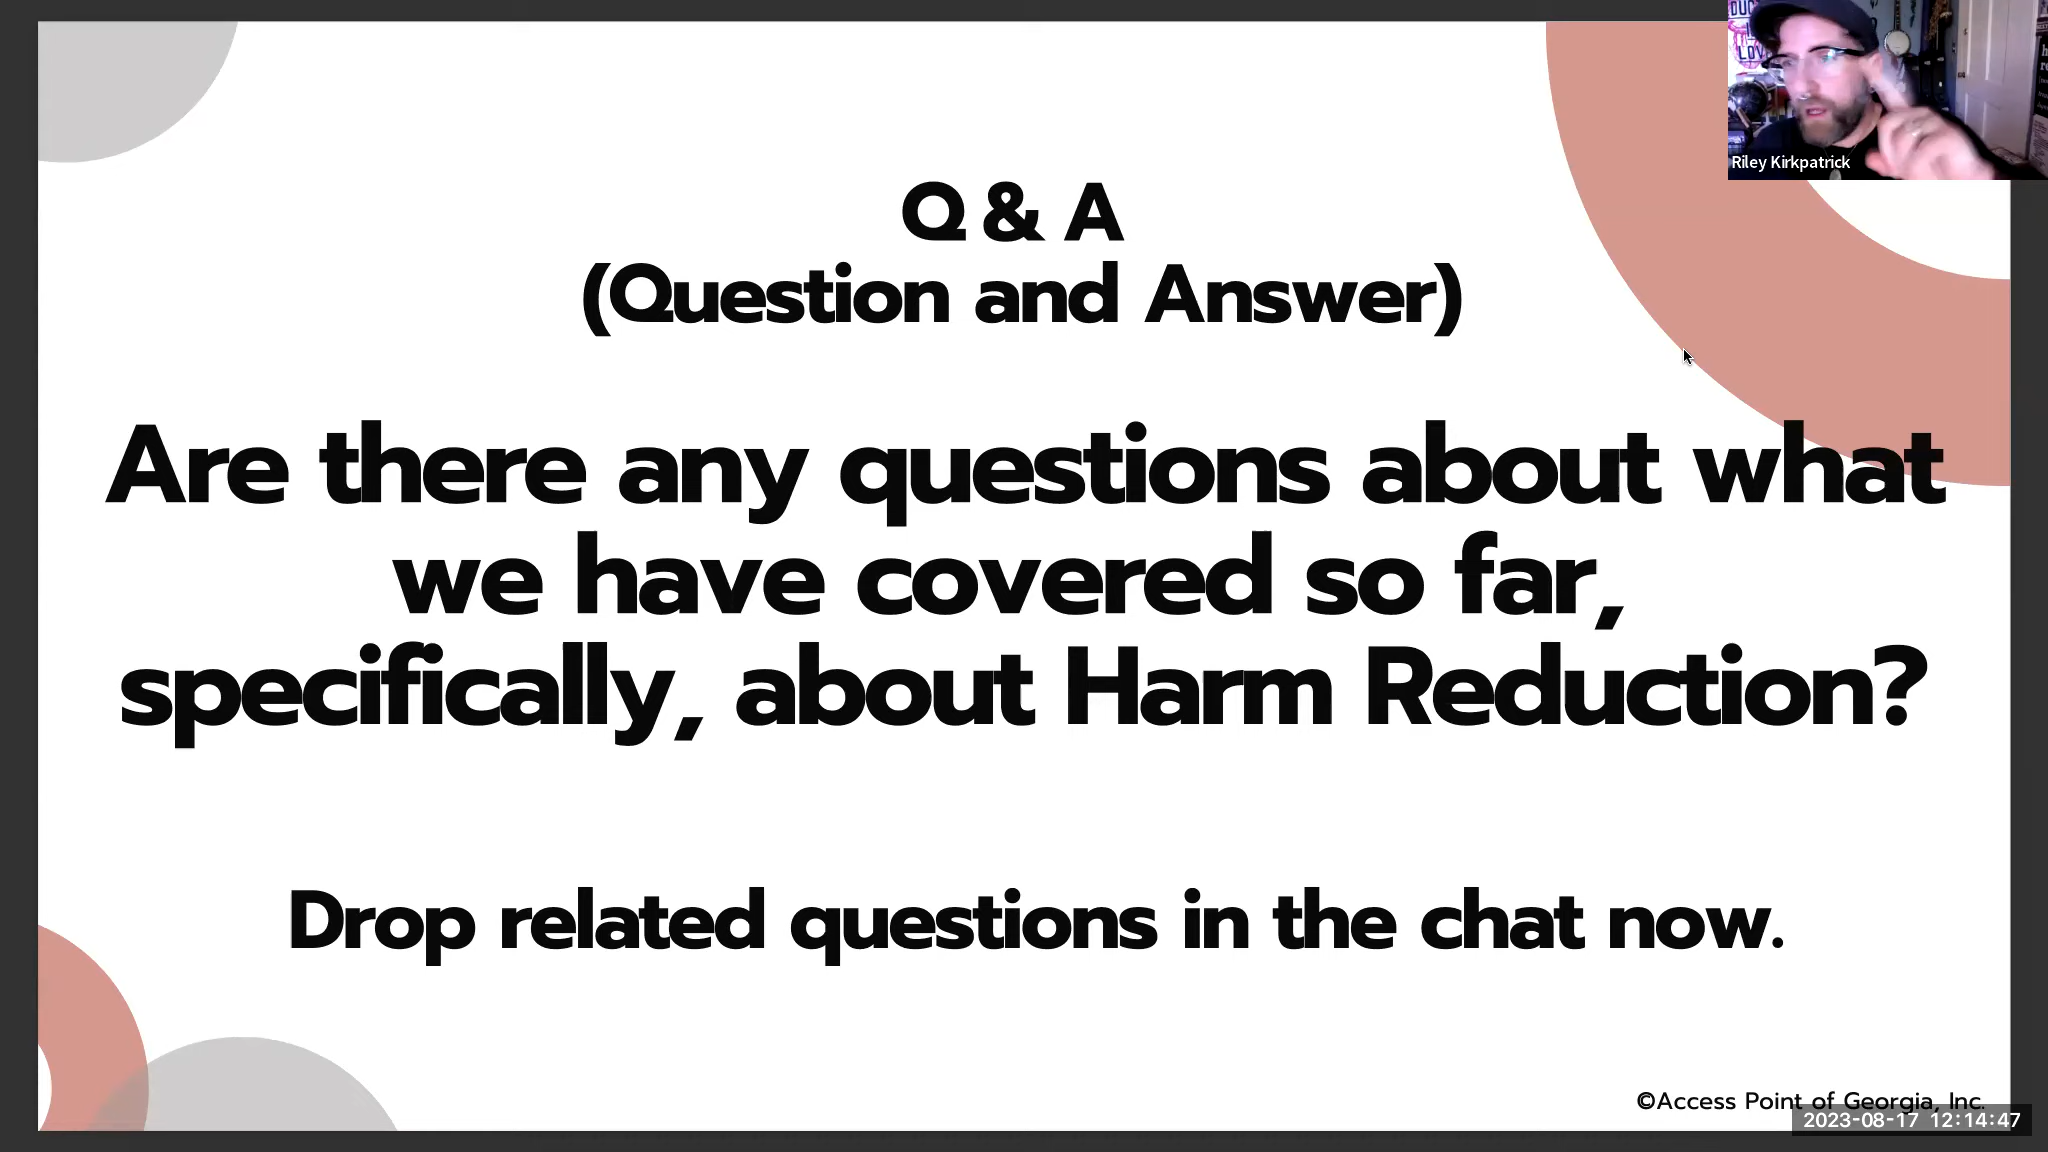 Q & A
(Question and Answer)
Are there any questions about what
we have covered so far,
specifically, about Harm Reduction?
Drop related questions in the chat now.
©Access Point of Georgia, Inc.
2023-08-17 12:14:47
Riley Kirkpatrick